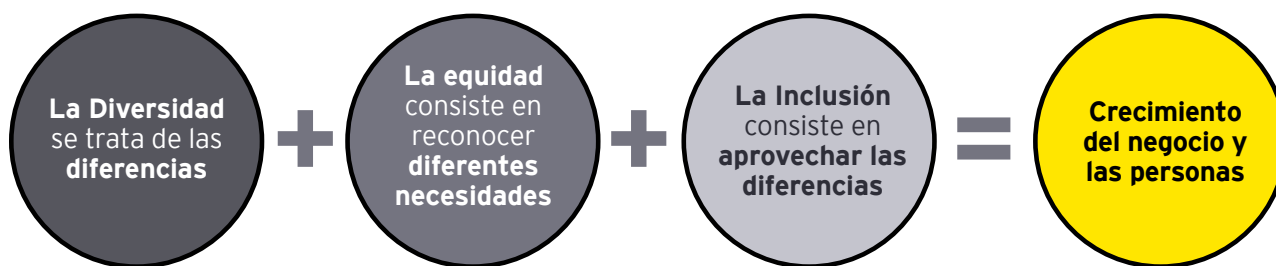 La Diversidad
se trata de las
diferencias
+
La equidad
consiste en
reconocer
diferentes
necesidades
+
La Inclusión
consiste en
aprovechar las
diferencias
=
Crecimiento
del negocio y
las personas